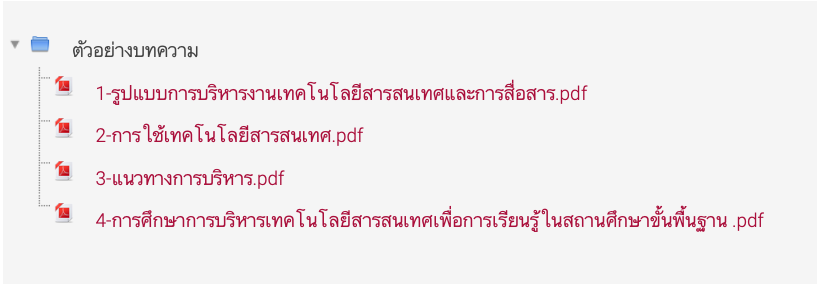 ตัวอย่างบทความ
1-รูปแบบการบริหารงานเทคโนโลยีสารสนเทศและการสื่อสาร.pdf
2-การใช้เทคโนโลยีสารสนเทศ.pdf
3-แนวทางการบริหาร.pdf
4-การศึกษาการบริหารเทคโนโลยีสารสนเทศเพื่อการเรียนรู้ในสถานศึกษาขั้นพื้นฐาน .pdf